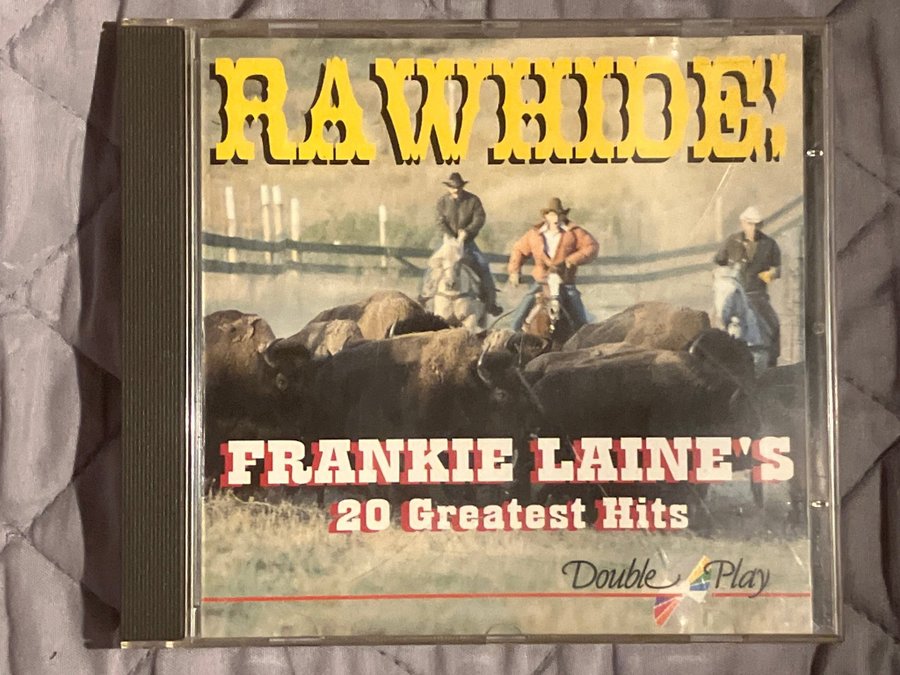 RAWHIDE!
FRANKIE LAINE'S
20 Greatest Hits
Double Play